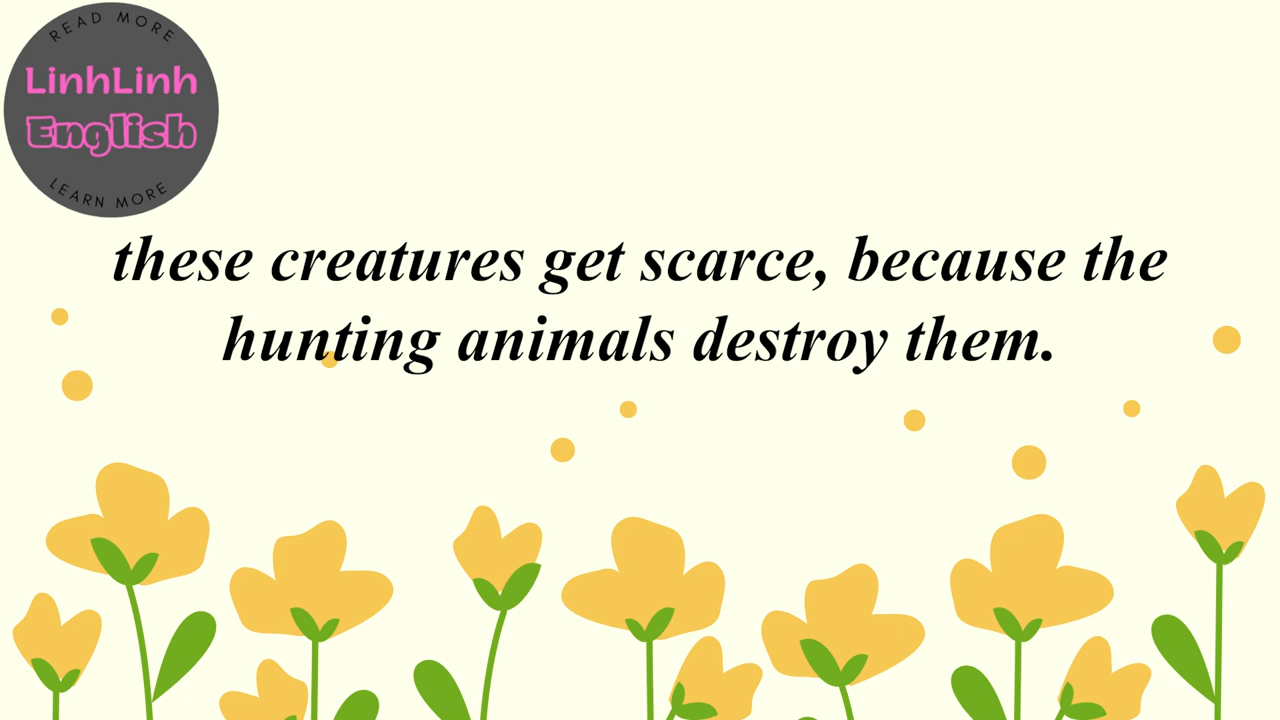 READ MORE
LinhLinh
English
LEARN MORE
these creatures get scarce, because the
hunting animals destroy them.